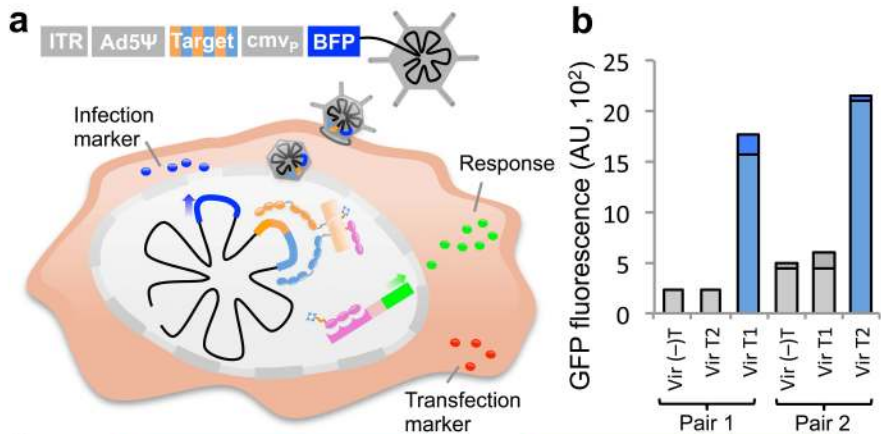 a
ITR Ad5Ψ Target cmvP BFP
Infection
marker
Response
Transfection
marker
b
GFP fluorescence (AU, 10²)
25
20
15
10
5
0
Vir (–)T
Vir T2
Vir T1
Vir (–)T
Vir T1
Vir T2
Pair 1
Pair 2